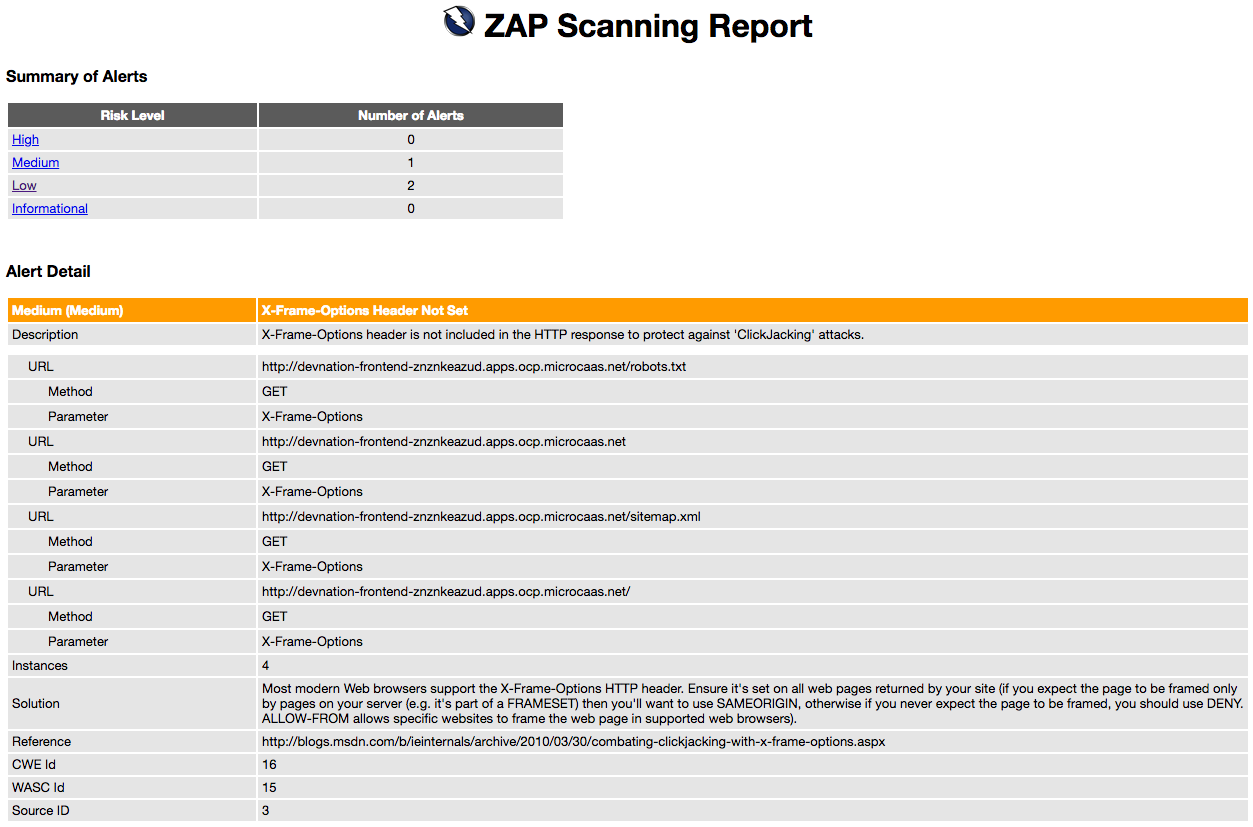 ZAP Scanning Report
Summary of Alerts
Risk Level Number of Alerts
High 0
Medium 1
Low 2
Informational 0
Alert Detail
Medium (Medium) X-Frame-Options Header Not Set
Description X-Frame-Options header is not included in the HTTP response to protect against 'ClickJacking' attacks.
URL http://devnation-frontend-znznkeazud.apps.ocp.microcaas.net/robots.txt
Method GET
Parameter X-Frame-Options
URL http://devnation-frontend-znznkeazud.apps.ocp.microcaas.net
Method GET
Parameter X-Frame-Options
URL http://devnation-frontend-znznkeazud.apps.ocp.microcaas.net/sitemap.xml
Method GET
Parameter X-Frame-Options
URL http://devnation-frontend-znznkeazud.apps.ocp.microcaas.net/
Method GET
Parameter X-Frame-Options
Instances 4
Solution Most modern Web browsers support the X-Frame-Options HTTP header. Ensure it's set on all web pages returned by your site (if you expect the page to be framed only
by pages on your server (e.g. it's part of a FRAMESET) then you'll want to use SAMEORIGIN, otherwise if you never expect the page to be framed, you should use DENY.
ALLOW-FROM allows specific websites to frame the web page in supported web browsers).
Reference http://blogs.msdn.com/b/ieinternals/archive/2010/03/30/combating-clickjacking-with-x-frame-options.aspx
CWE Id 16
WASC Id 15
Source ID 3